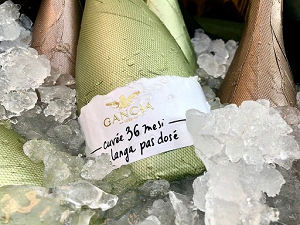 GANCIA
cuvée 36 mesi
langa pas dosé